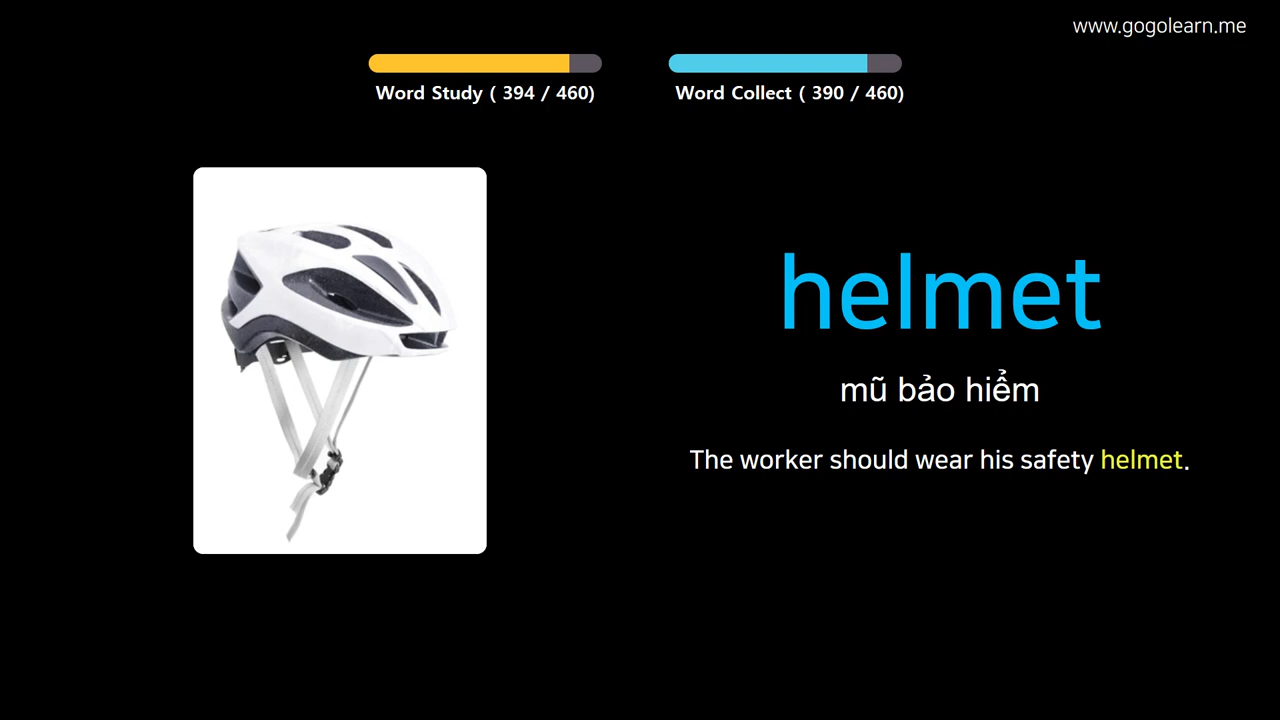 www.gogolearn.me
Word Study ( 394 / 460)
Word Collect ( 390 / 460)
helmet
mũ bảo hiểm
The worker should wear his safety helmet.